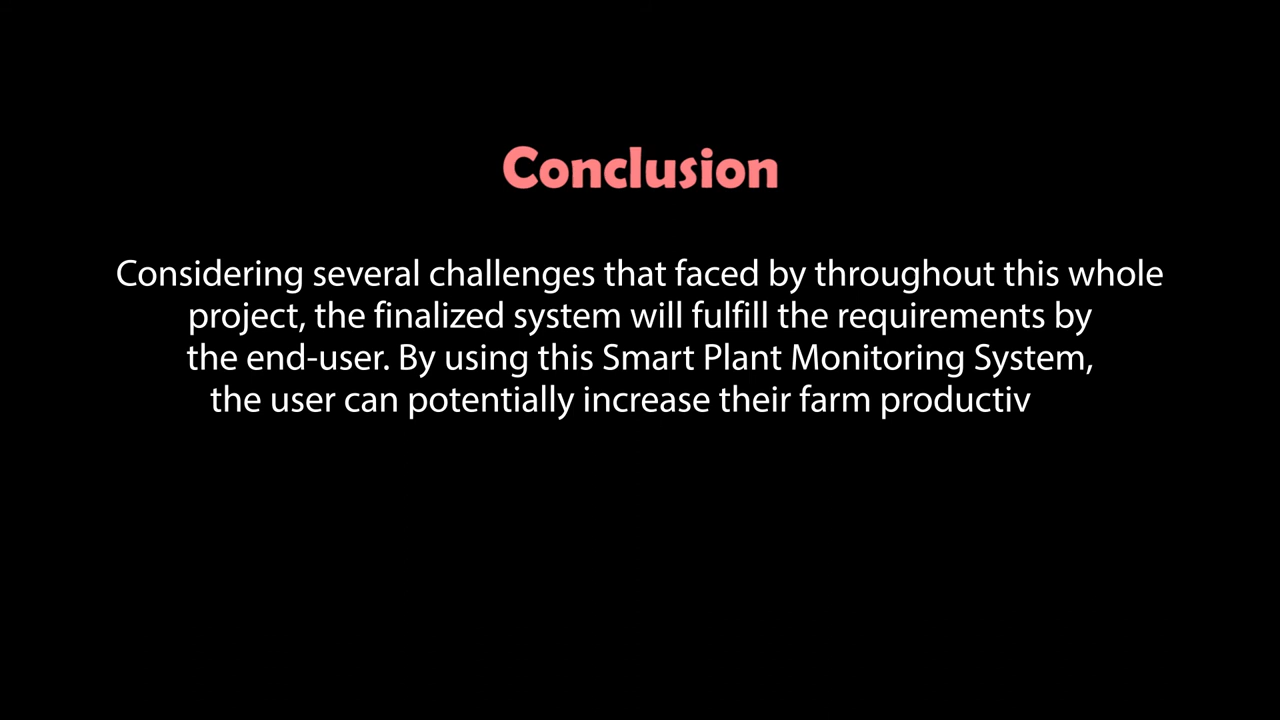 Conclusion
Considering several challenges that faced by throughout this whole
project, the finalized system will fulfill the requirements by
the end-user. By using this Smart Plant Monitoring System,
the user can potentially increase their farm productiv